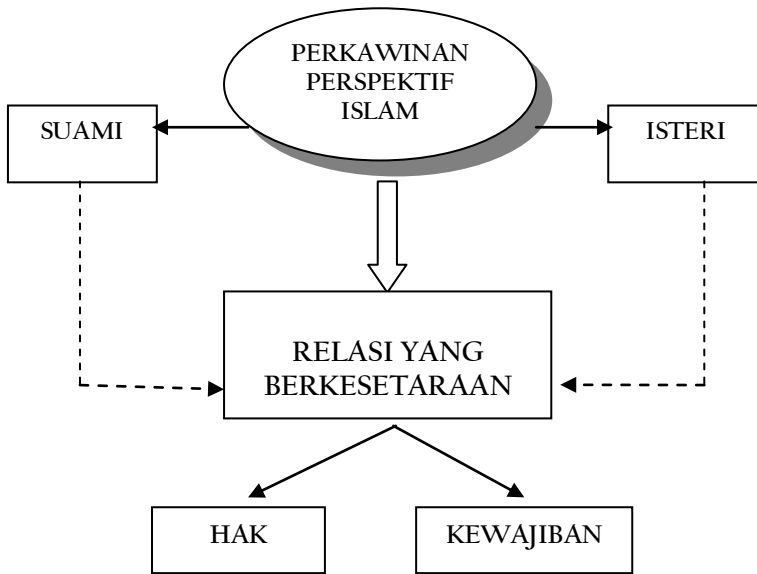 PERKAWINAN
PERSPEKTIF
ISLAM
SUAMI
ISTERI
RELASI YANG
BERKESETARAAN
HAK
KEWAJIBAN